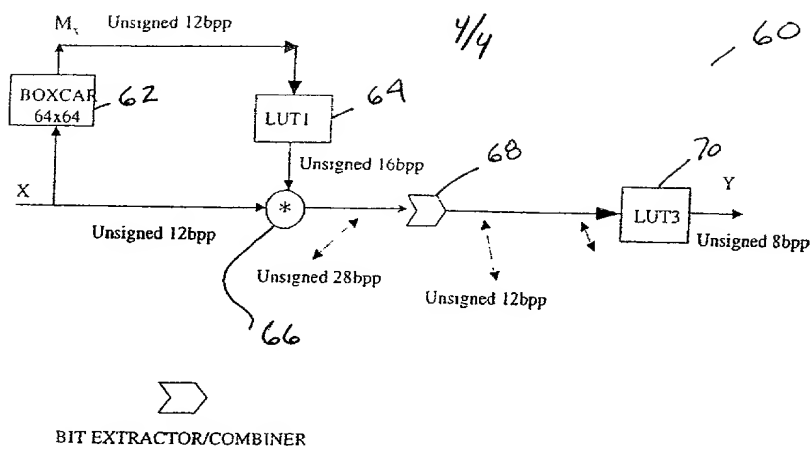 Mx Unsigned 12bpp 4/4 60
BOXCAR 62
64x64
LUT1 64
Unsigned 16bpp
68
70
X
*
LUT3
Y
Unsigned 12bpp
Unsigned 8bpp
Unsigned 28bpp
Unsigned 12bpp
66
BIT EXTRACTOR/COMBINER